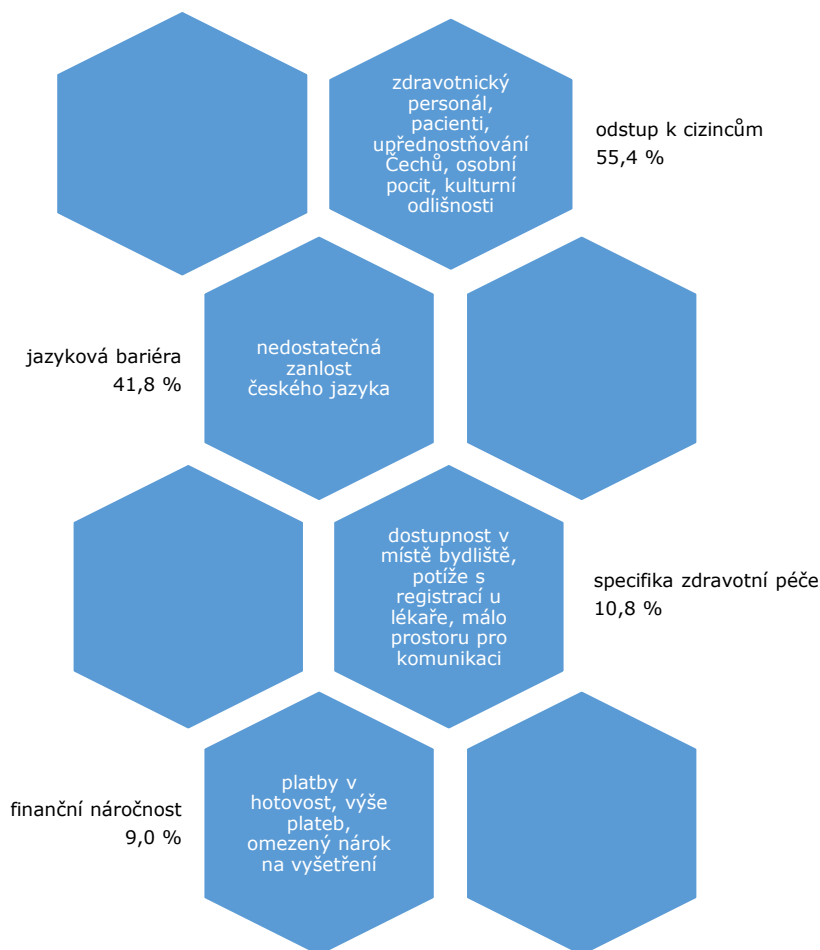 zdravotnický
personál,
pacienti,
upřednostňování
Čechů, osobní
pocit, kulturní
odlišnosti
odstup k cizincům
55,4 %
jazyková bariéra
41,8 %
nedostatečná
zanlost
českého jazyka
dostupnost v
místě bydliště,
potíže s
registrací u
lékaře, málo
prostoru pro
komunikaci
specifika zdravotní péče
10,8 %
finanční náročnost
9,0 %
platby v
hotovost, výše
plateb,
omezený nárok
na vyšetření